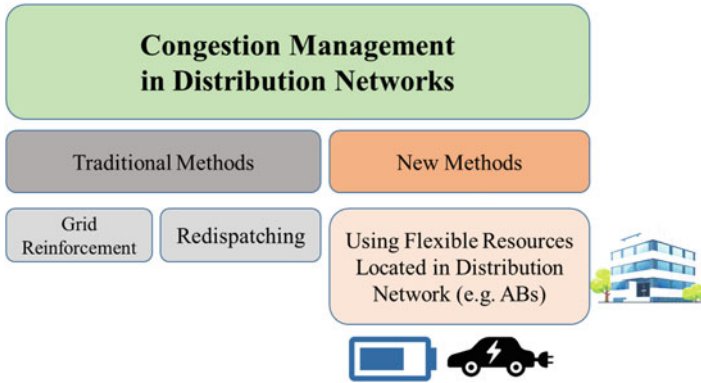 Congestion Management
in Distribution Networks
Traditional Methods
New Methods
Grid
Reinforcement
Redispatching
Using Flexible Resources
Located in Distribution
Network (e.g. ABs)